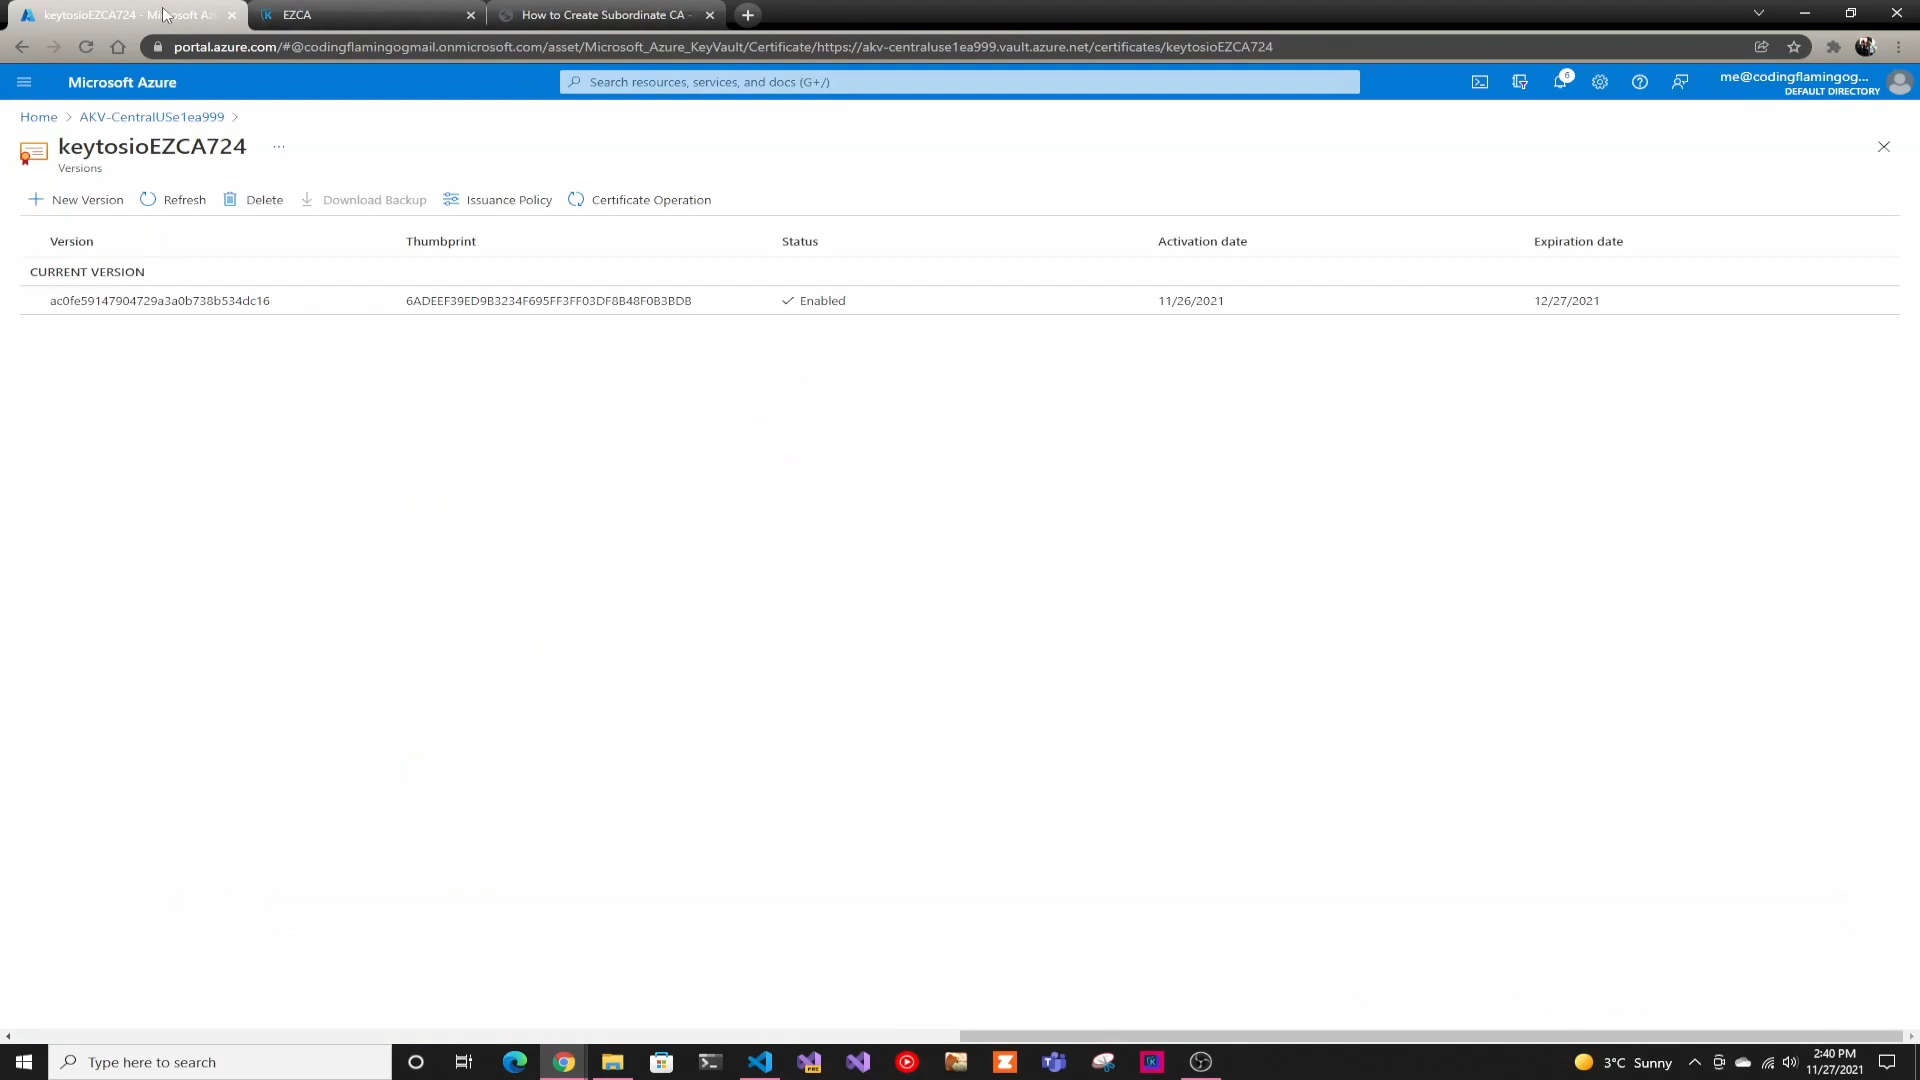 keytosioEZCA724 - Microsoft Az
EZCA
How to Create Subordinate CA -
portal.azure.com/#@codingflamingogmail.onmicrosoft.com/asset/Microsoft_Azure_KeyVault/Certificate/https://akv-centraluse1ea999.vault.azure.net/certificates/keytosioEZCA724
Microsoft Azure
Search resources, services, and docs (G+/)
6
me@codingflamingog...
DEFAULT DIRECTORY
Home > AKV-CentralUSe1ea999 >
keytosioEZCA724 ...
Versions
New Version Refresh Delete Download Backup Issuance Policy Certificate Operation
Version Thumbprint Status Activation date Expiration date
CURRENT VERSION
ac0fe59147904729a3a0b738b534dc16 6ADEEF39ED9B3234F695FF3FF03DF8B48F0B3BDB Enabled 11/26/2021 12/27/2021
Type here to search
PRE
3°C Sunny
2:40 PM
11/27/2021